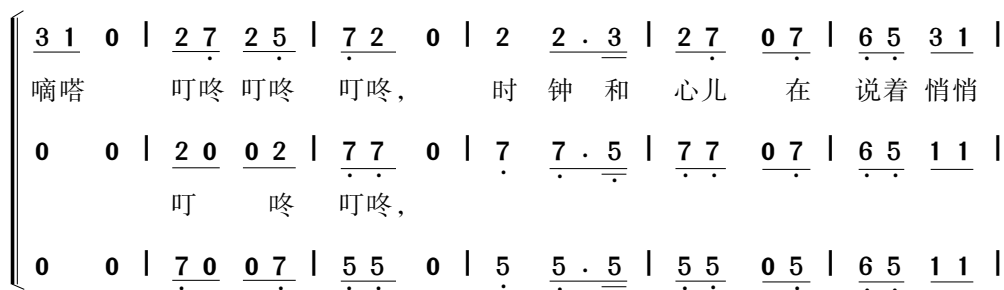 3 1 0 | 2 7 2 5 | 7 2 0 | 2 2 . 3 | 2 7 0 7 | 6 5 3 1 |
嘀嗒 叮咚 叮咚 叮咚， 时 钟 和 心儿 在 说着 悄悄
0 0 | 2 0 0 2 | 7 7 0 | 7 7 . 5 | 7 7 0 7 | 6 5 1 1 |
叮 咚 叮咚，
0 0 | 7 0 0 7 | 5 5 0 | 5 5 . 5 | 5 5 0 5 | 6 5 1 1 |